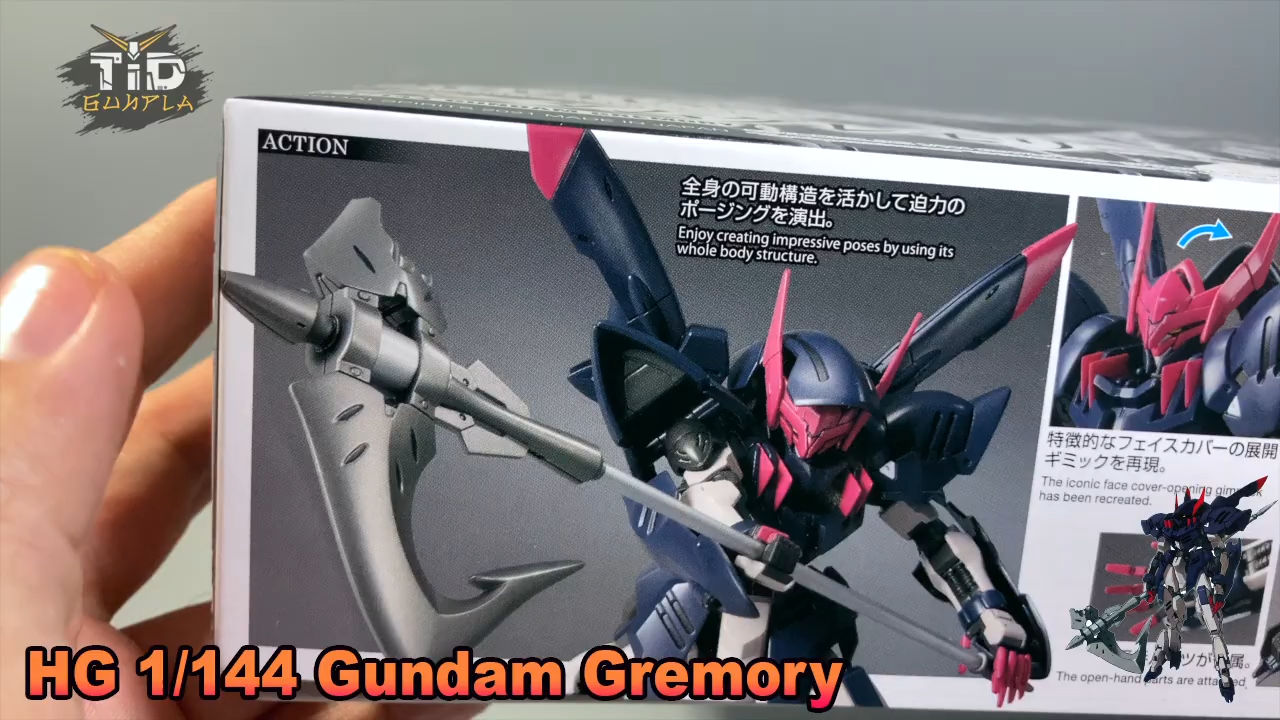 TiD
GUNPLA
ACTION
全身の可動構造を活かして迫力の
ポージングを演出。
Enjoy creating impressive poses by using its
whole body structure.
特徴的なフェイスカバーの展開
ギミックを再現。
The iconic face cover-opening
has been recreated.
The open-hand parts are attached.
HG 1/144 Gundam Gremory